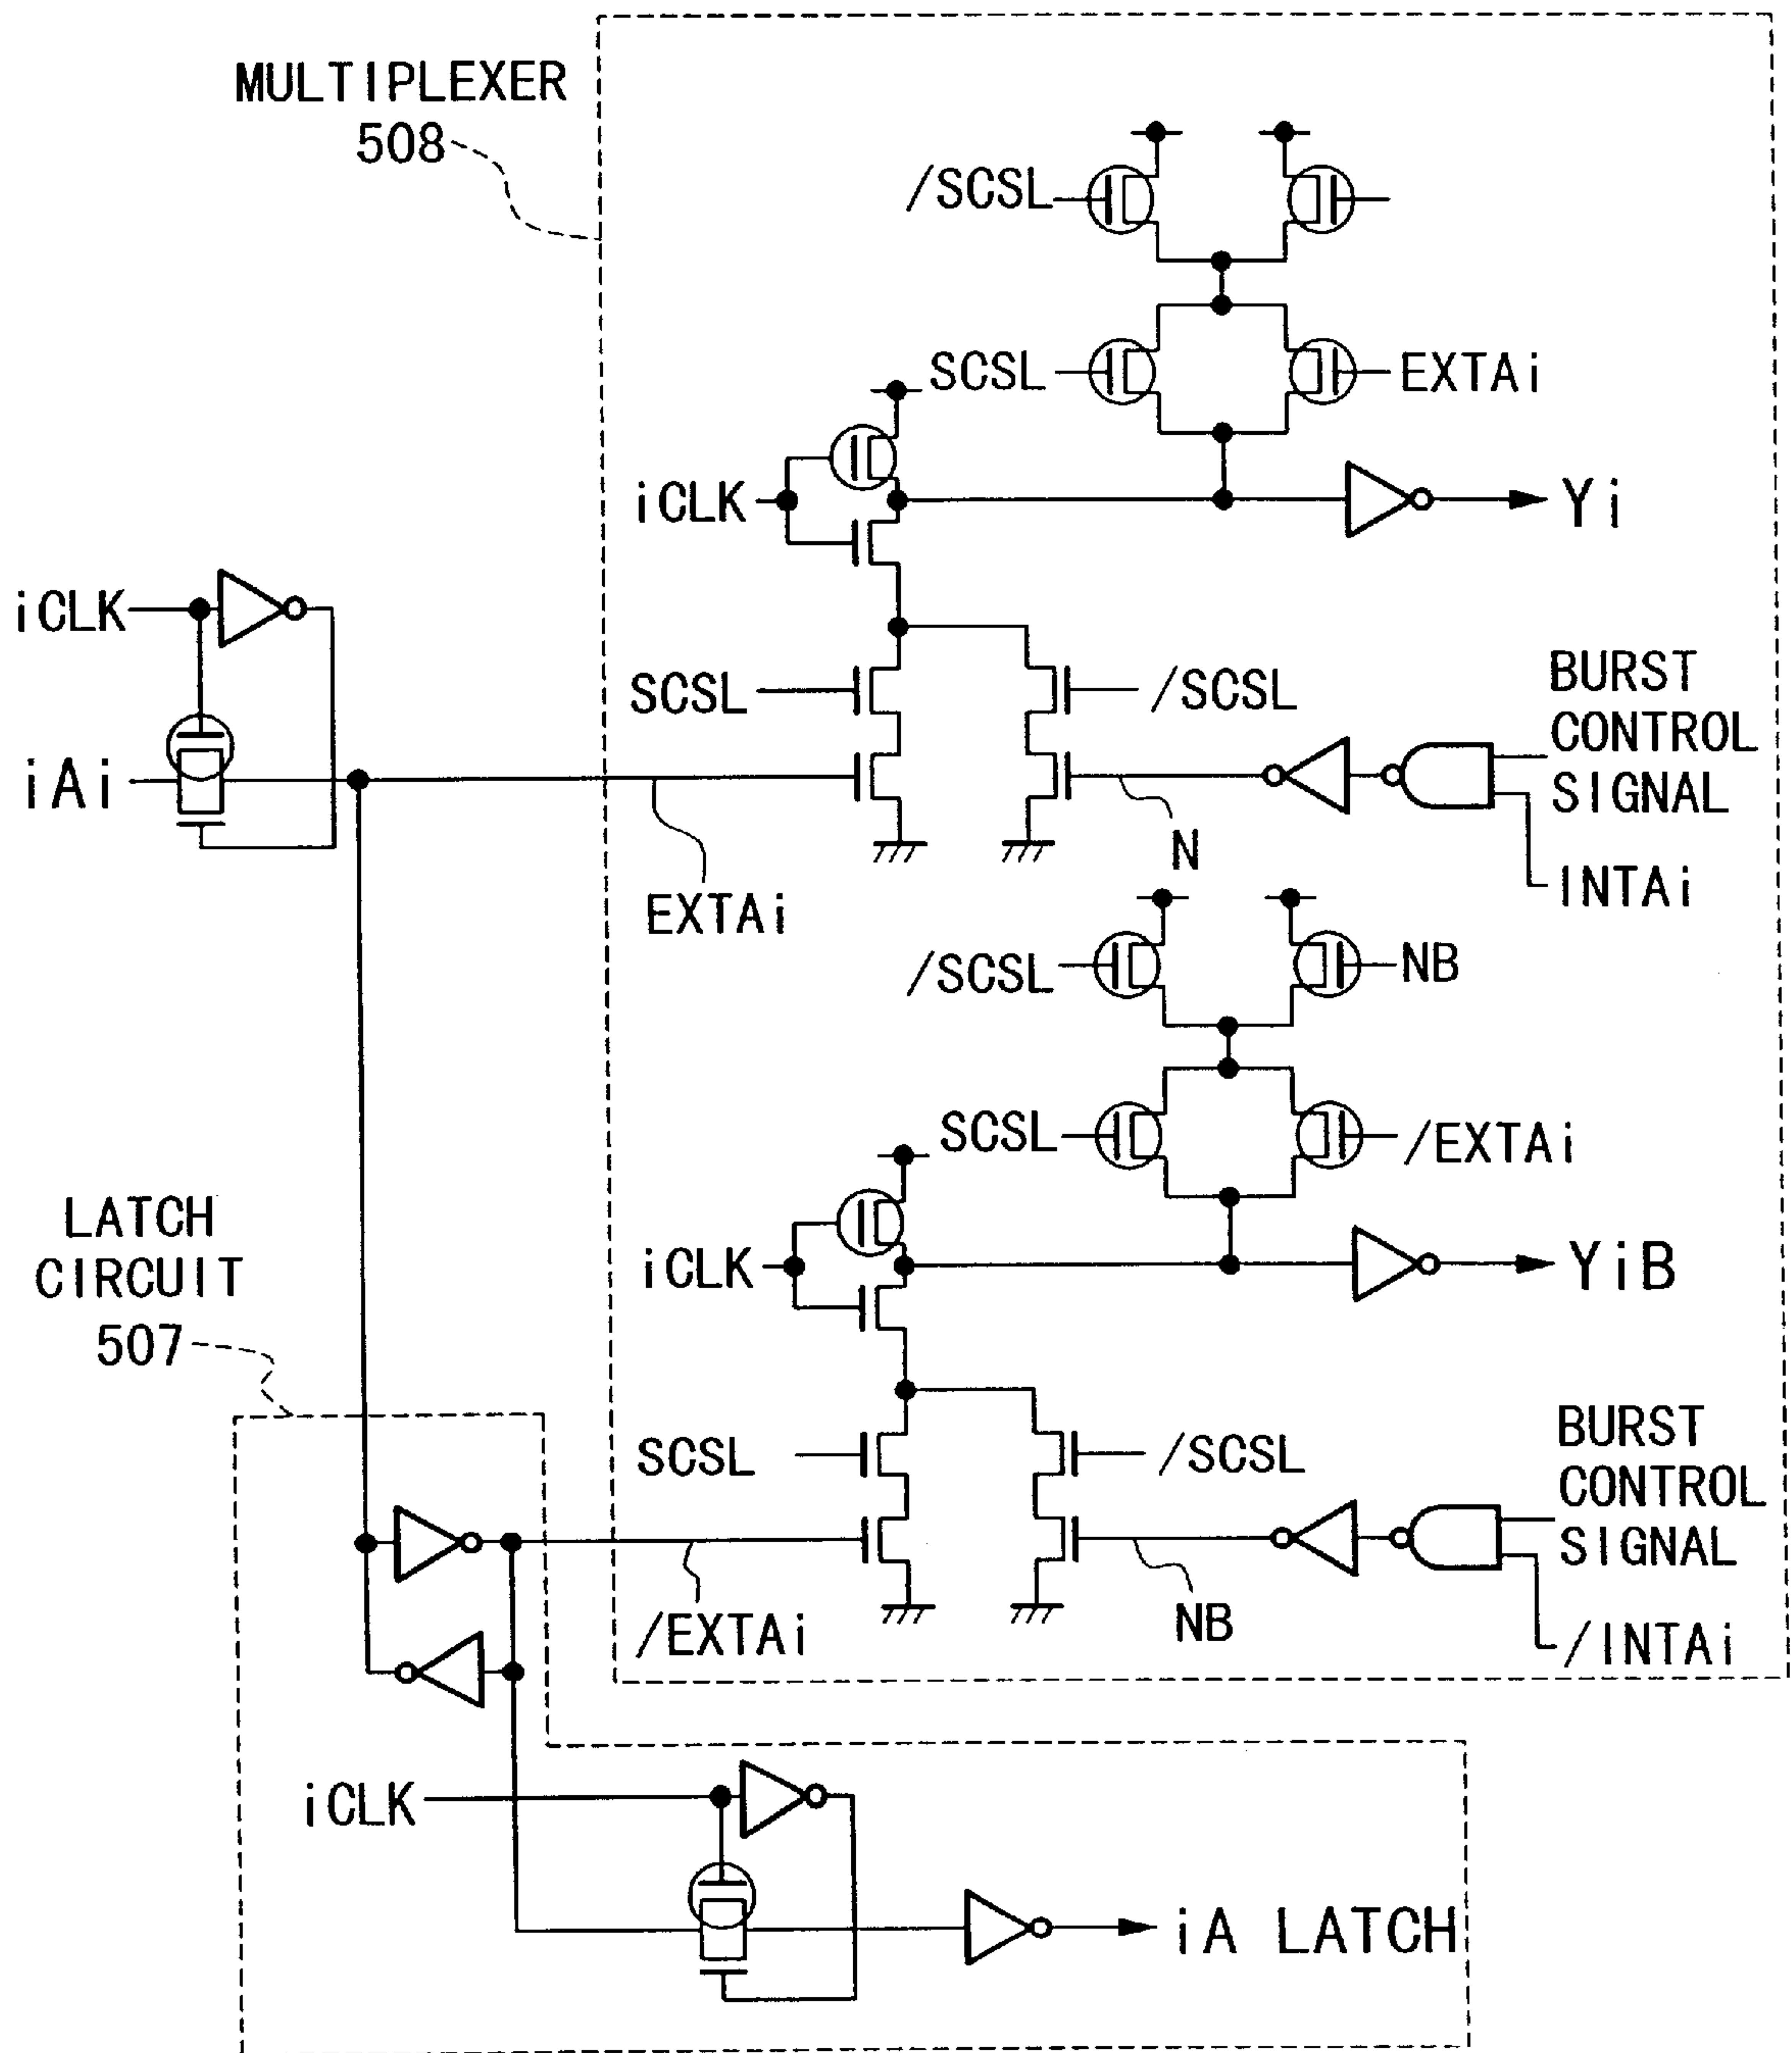 MULTIPLEXER
508
/SCSL
SCSL
EXTAi
iCLK
Yi
iCLK
SCSL
/SCSL
BURST
CONTROL
SIGNAL
iAi
N
INTAi
EXTAi
/SCSL
NB
SCSL
/EXTAi
LATCH
CIRCUIT
507
iCLK
YiB
SCSL
/SCSL
BURST
CONTROL
SIGNAL
/EXTAi
NB
/INTAi
iCLK
iA LATCH